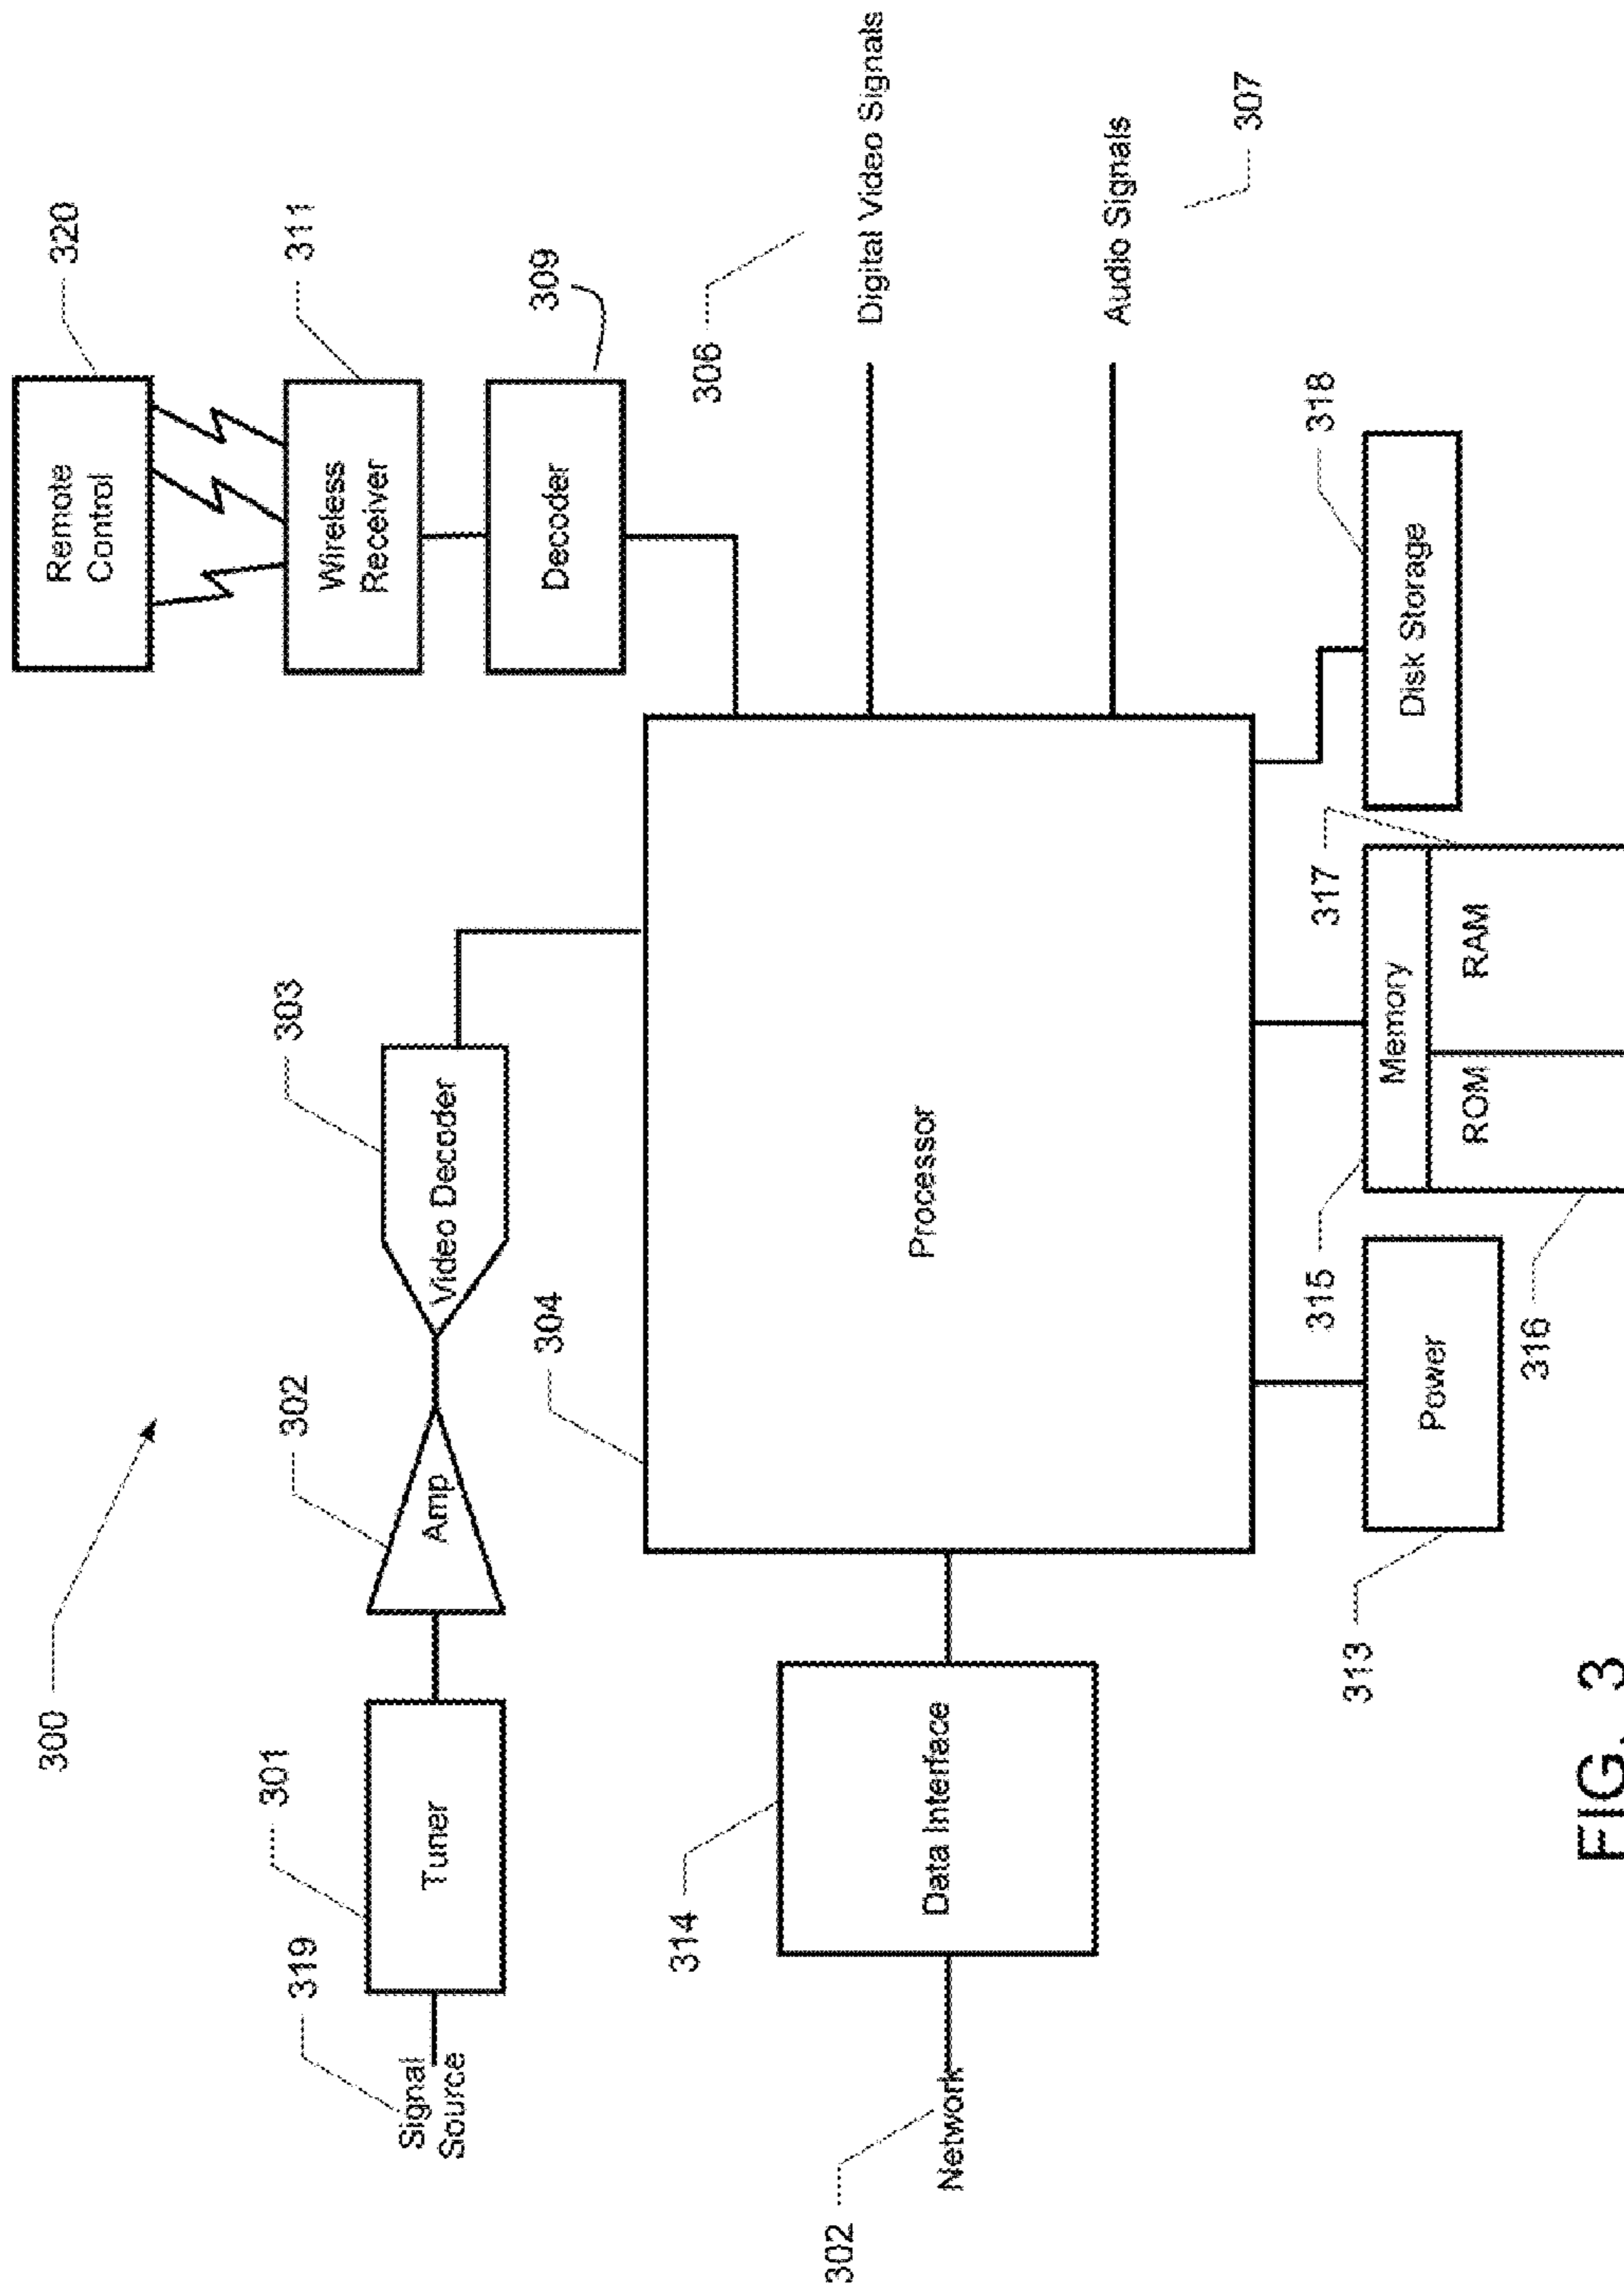 300
320
Remote
Control
311
Wireless
Receiver
309
Decoder
319
Signal
Source
301
Tuner
302
Amp
303
Video Decoder
304
Processor
306
Digital Video Signals
Audio Signals
307
302
Network
314
Data Interface
313
Power
315
Memory
316
ROM
317
RAM
318
Disk Storage
FIG. 3